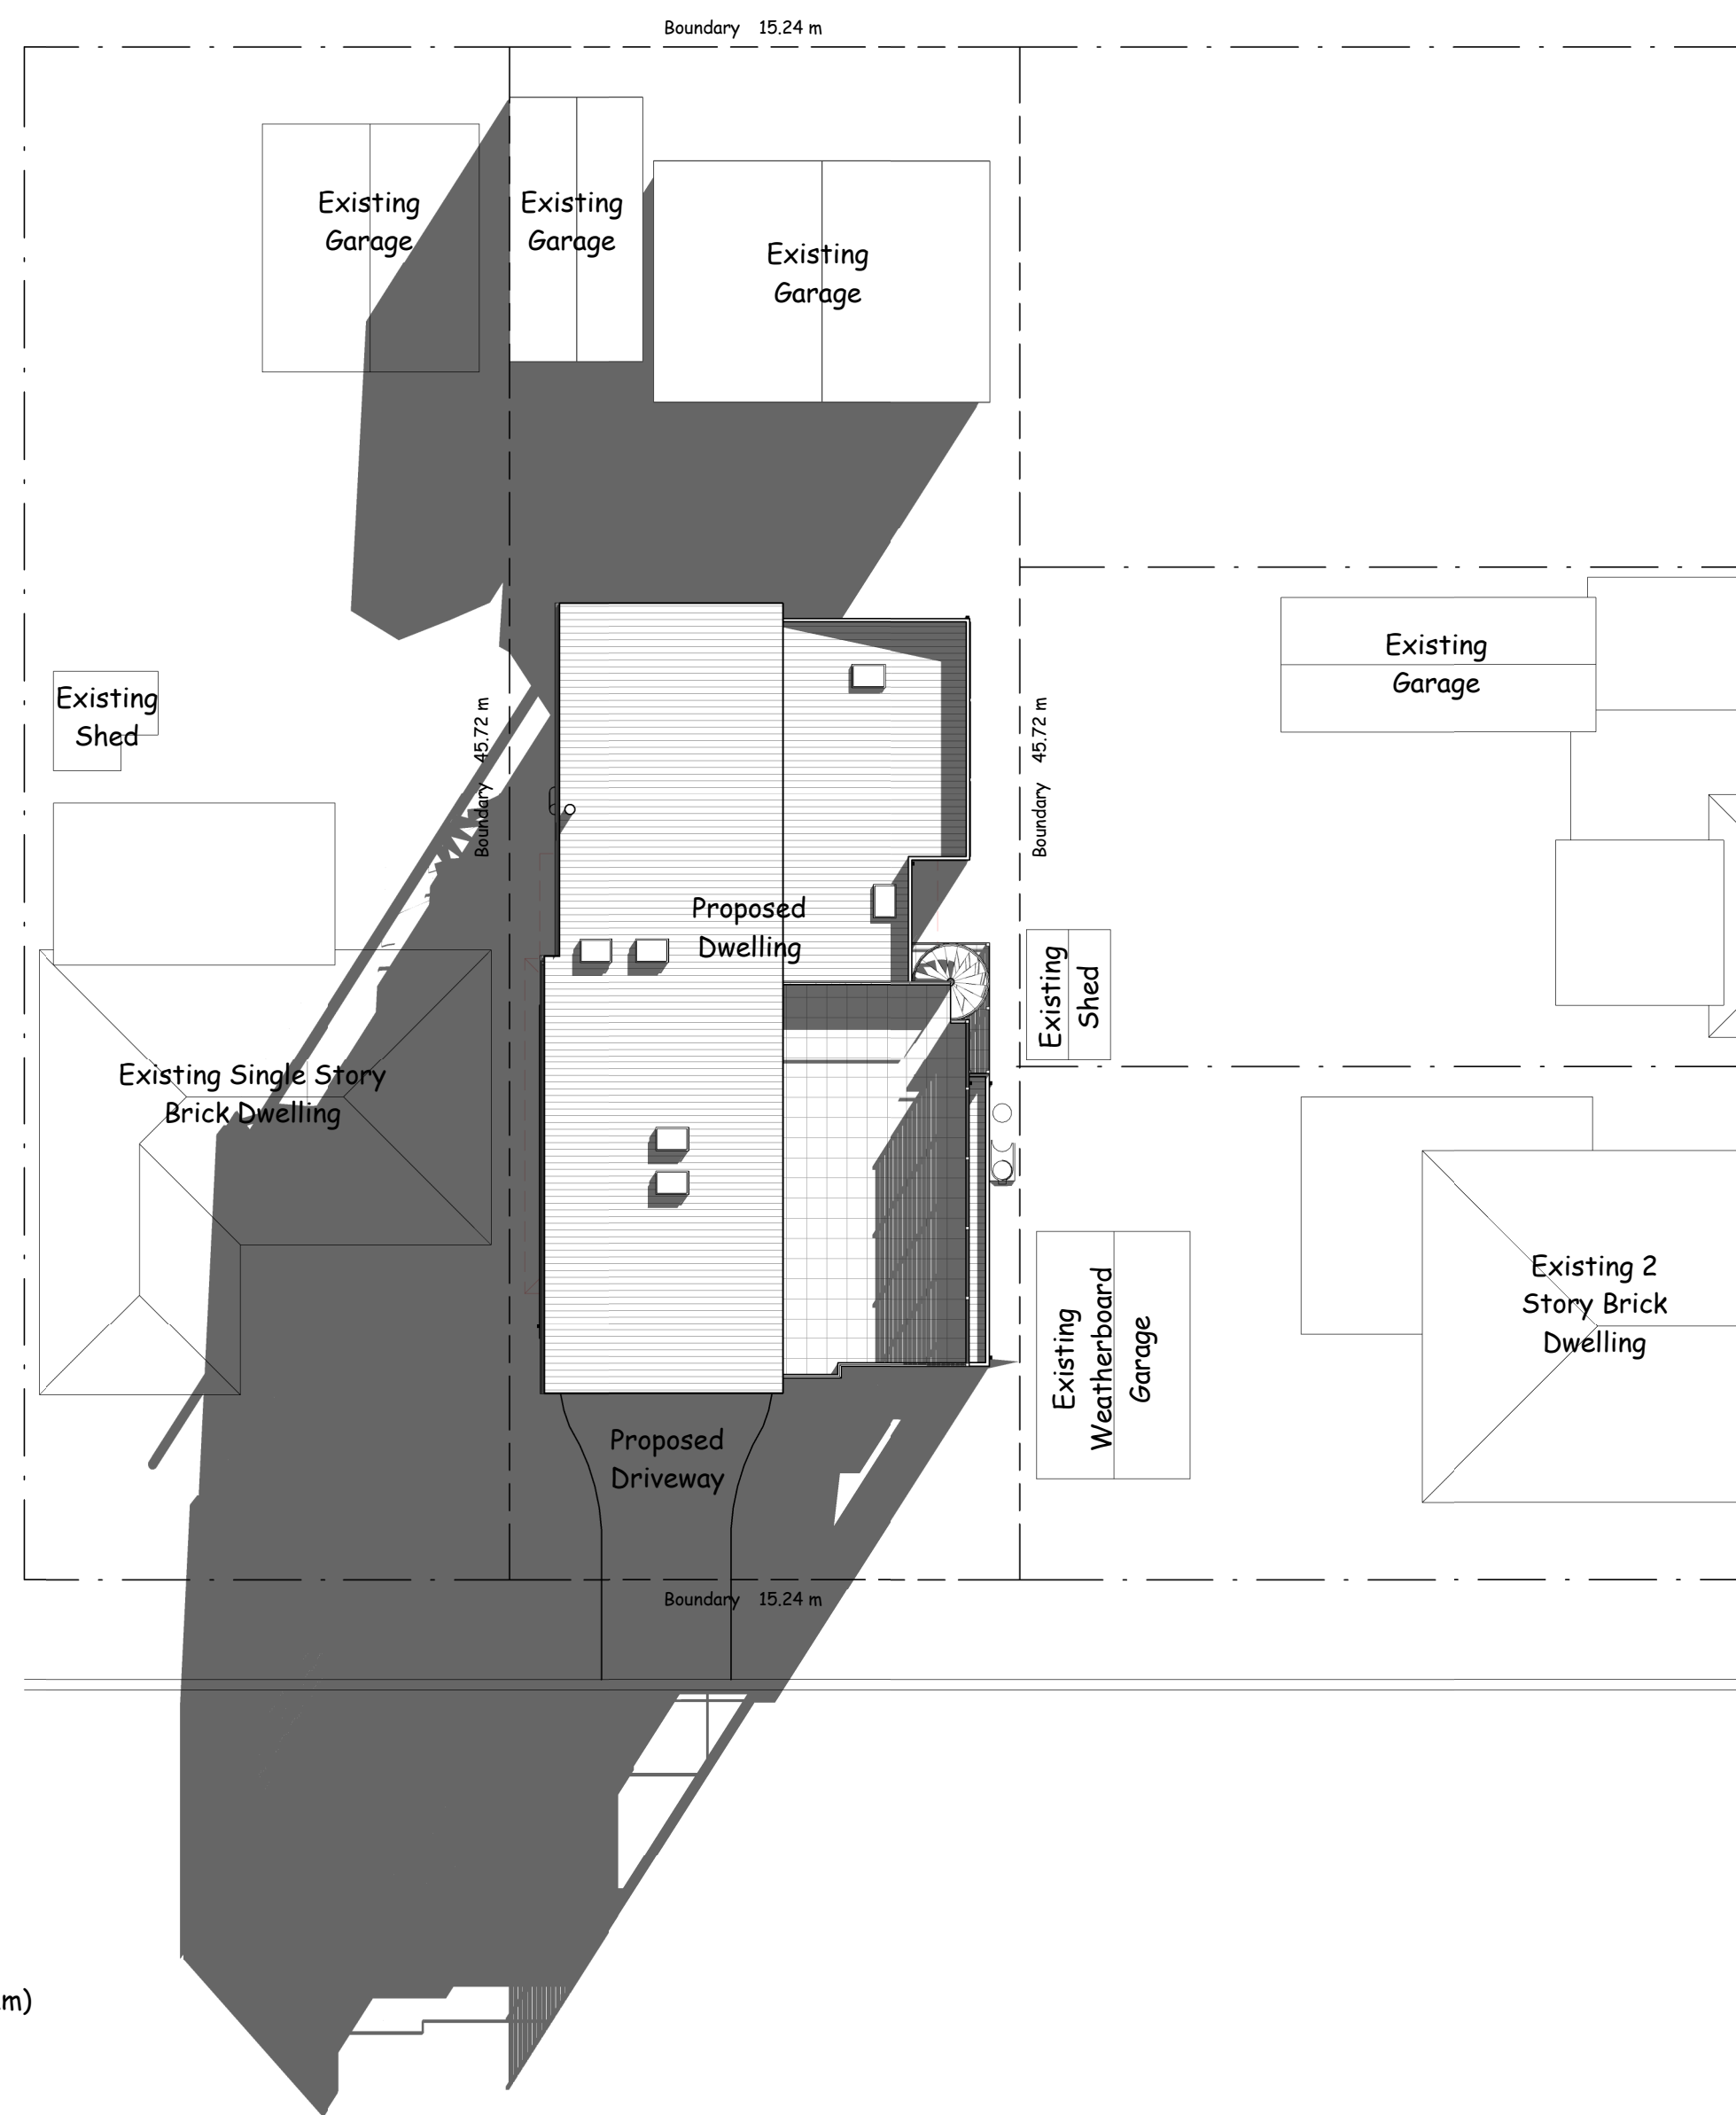 Boundary 15.24 m
Existing
Garage
Existing
Garage
Existing
Garage
Existing
Garage
Existing
Shed
Boundary 45.72 m
Boundary 45.72 m
Proposed
Dwelling
Existing
Shed
Existing Single Story
Brick Dwelling
Existing
Weatherboard
Garage
Existing 2
Story Brick
Dwelling
Proposed
Driveway
Boundary 15.24 m
m)